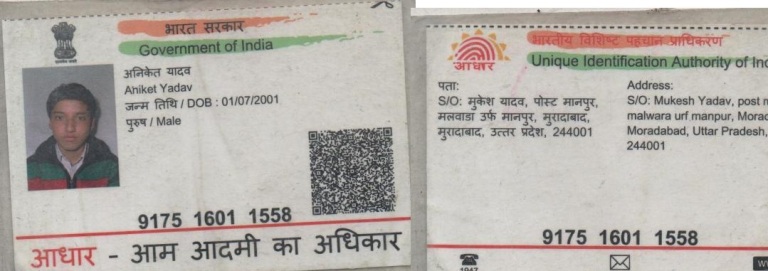 भारत सरकार
Government of India
अनिकेत यादव
Aniket Yadav
जन्म तिथि / DOB : 01/07/2001
पुरुष / Male
9175 1601 1558
आधार - आम आदमी का अधिकार
भारतीय विशिष्ट पहचान प्राधिकरण
Unique Identification Authority of
आधार
पता:
S/O: मुकेश यादव, पोस्ट मानपुर,
मलवाडा उर्फ मानपुर, मुरादाबाद,
मुरादाबाद, उत्तर प्रदेश, 244001
Address:
S/O: Mukesh Yadav, post
malwara urf manpur,
Moradabad, Uttar Pradesh,
244001
9175 1601 1558
1947